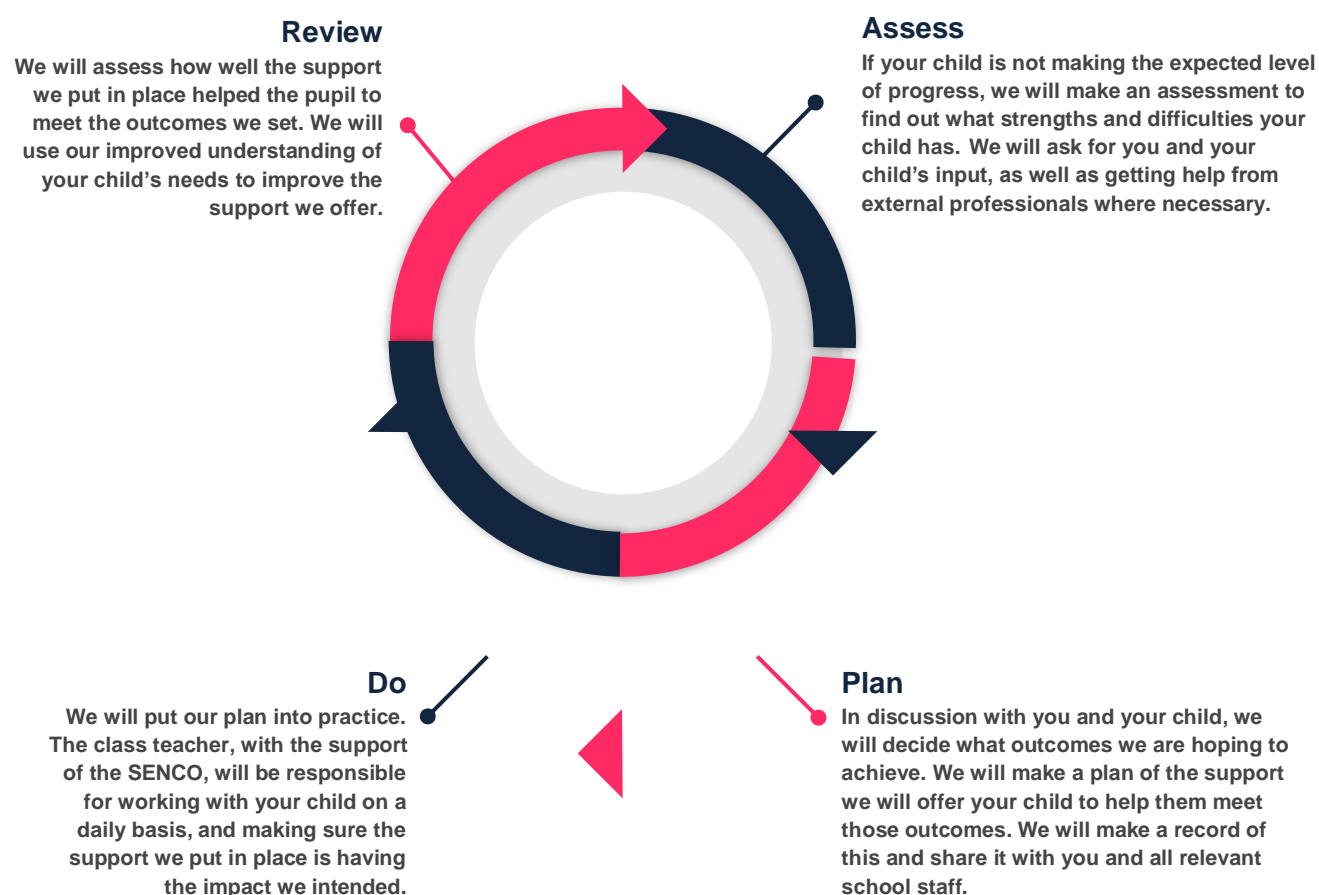 Review
We will assess how well the support
we put in place helped the pupil to
meet the outcomes we set. We will
use our improved understanding of
your child’s needs to improve the
support we offer.
Assess
If your child is not making the expected level
of progress, we will make an assessment to
find out what strengths and difficulties your
child has. We will ask for you and your
child’s input, as well as getting help from
external professionals where necessary.
Do
We will put our plan into practice.
The class teacher, with the support
of the SENCO, will be responsible
for working with your child on a
daily basis, and making sure the
support we put in place is having
the impact we intended.
Plan
In discussion with you and your child, we
will decide what outcomes we are hoping to
achieve. We will make a plan of the support
we will offer your child to help them meet
those outcomes. We will make a record of
this and share it with you and all relevant
school staff.